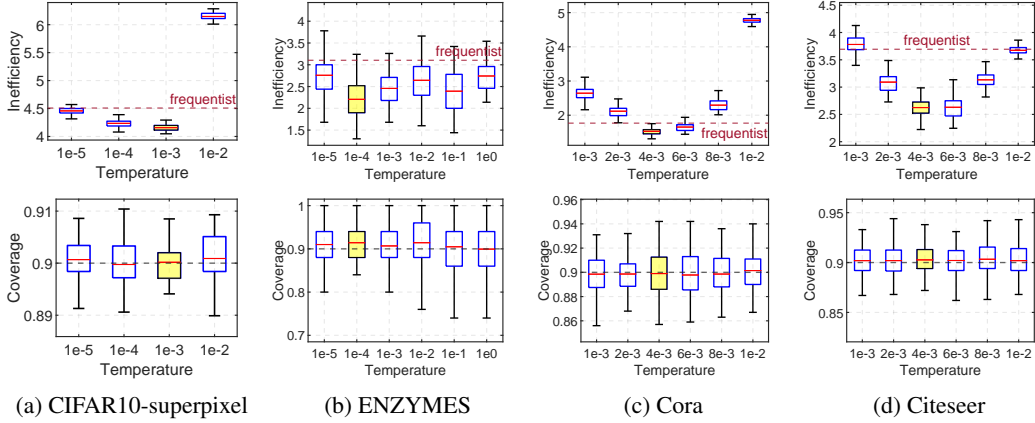 Inefficiency
6
5.5
5
4.5
4
frequentist
1e-5 1e-4 1e-3 1e-2
Temperature
Inefficiency
4
3.5
3
2.5
2
1.5
frequentist
1e-5 1e-4 1e-3 1e-2 1e-1 1e0
Temperature
Inefficiency
5
4
3
2
frequentist
1e-3 2e-3 4e-3 6e-3 8e-3 1e-2
Temperature
Inefficiency
4.5
4
3.5
3
2.5
2
frequentist
1e-3 2e-3 4e-3 6e-3 8e-3 1e-2
Temperature
Coverage
0.91
0.9
0.89
1e-5 1e-4 1e-3 1e-2
Temperature
Coverage
1
0.9
0.8
0.7
1e-5 1e-4 1e-3 1e-2 1e-1 1e0
Temperature
Coverage
0.96
0.94
0.92
0.90
0.88
0.86
1e-3 2e-3 4e-3 6e-3 8e-3 1e-2
Temperature
Coverage
0.95
0.9
0.85
1e-3 2e-3 4e-3 6e-3 8e-3 1e-2
Temperature
(a) CIFAR10-superpixel
(b) ENZYMES
(c) Cora
(d) Citeseer